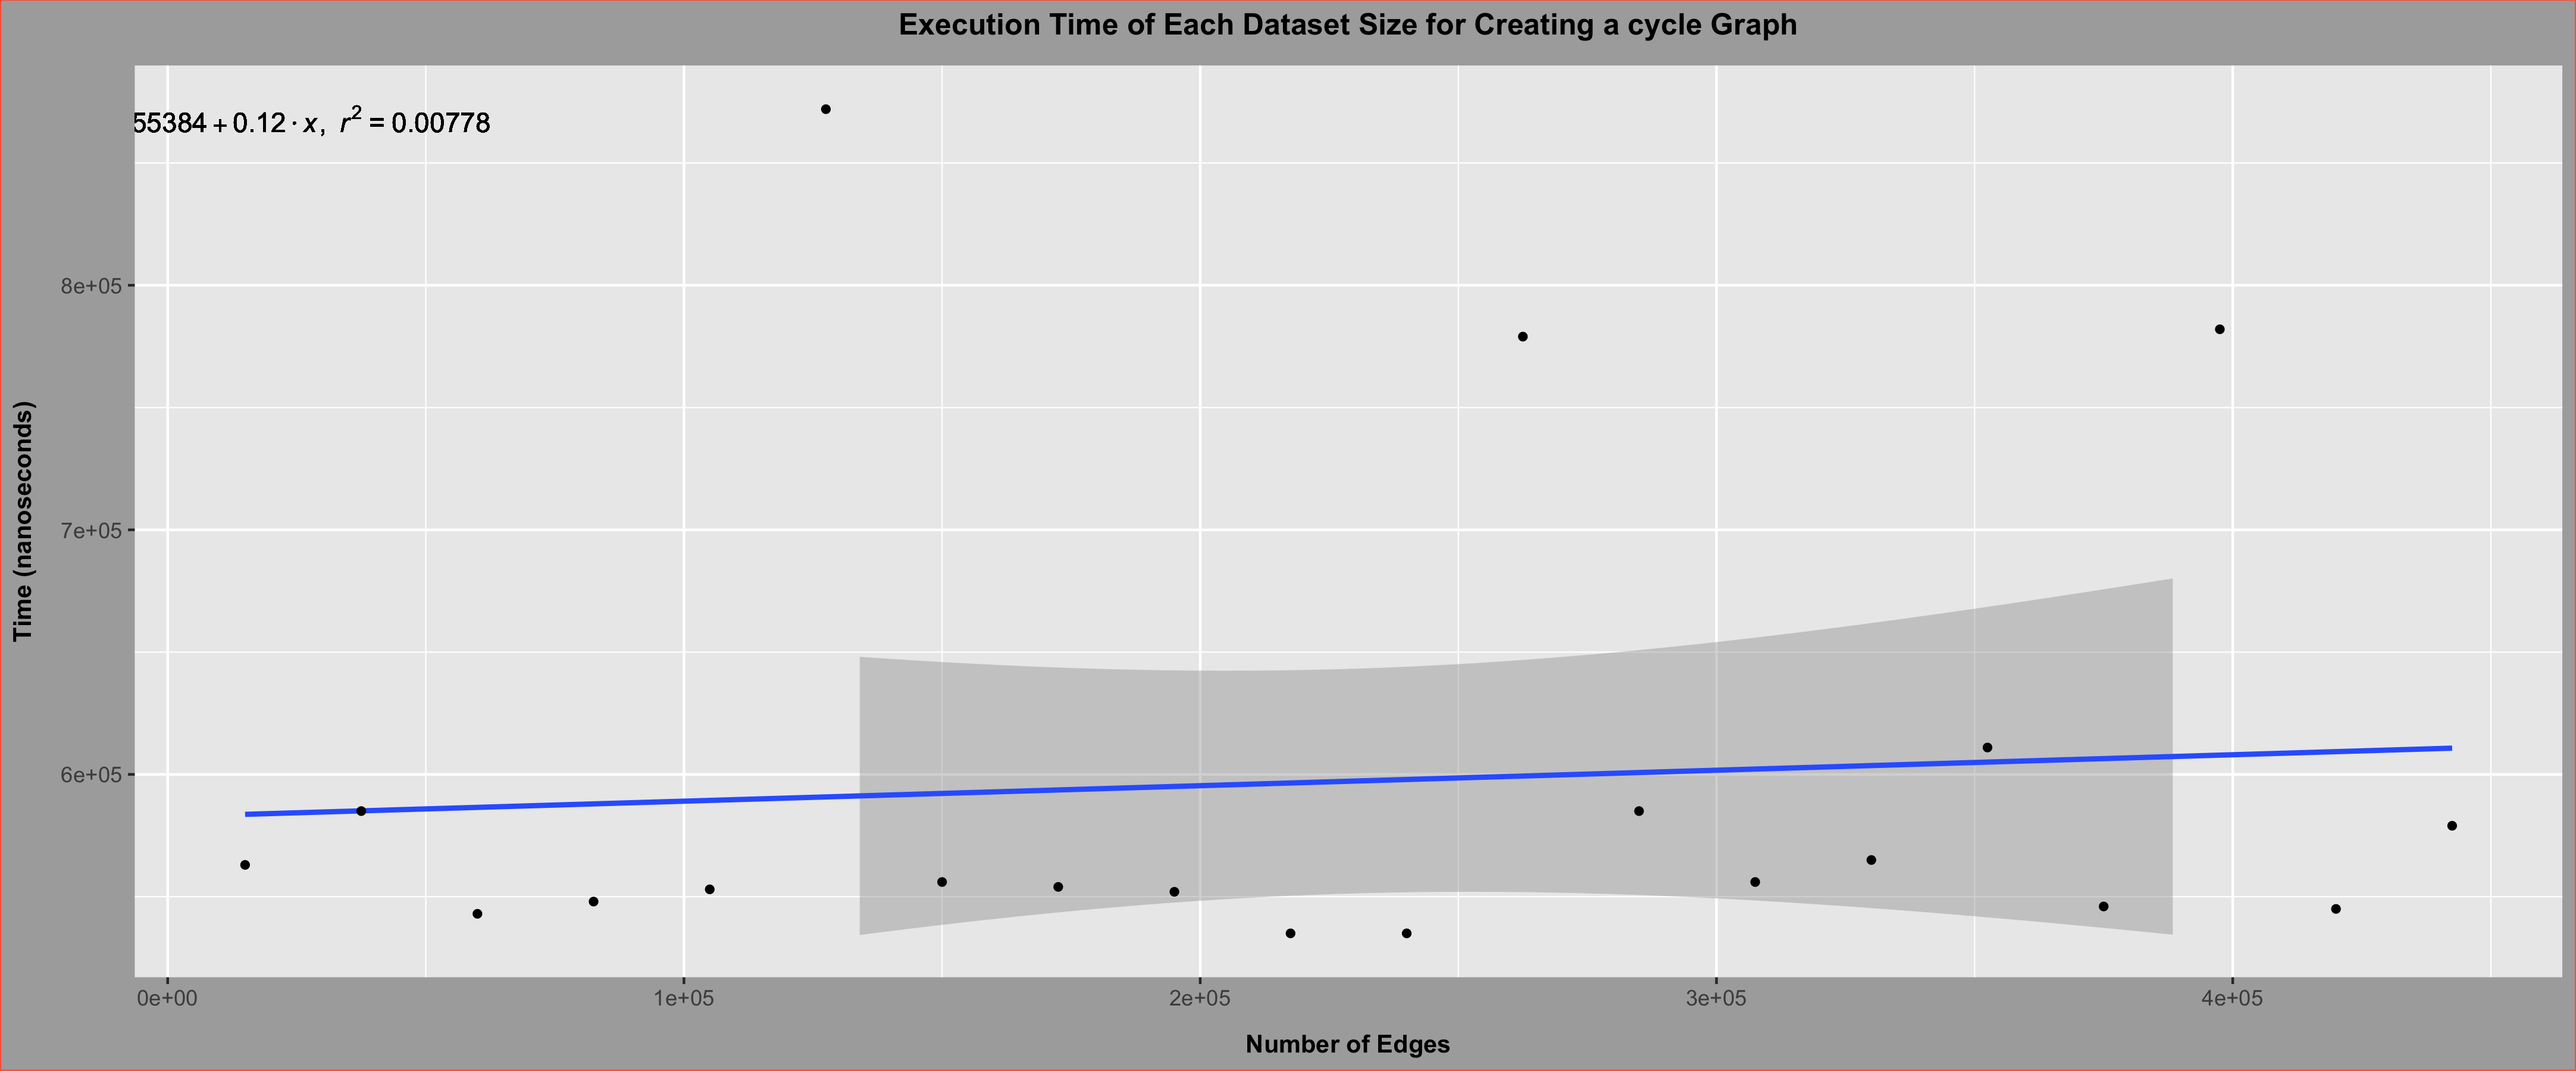 Execution Time of Each Dataset Size for Creating a cycle Graph
55384 + 0.12 · x, r² = 0.00778
8e+05
7e+05
6e+05
Time (nanoseconds)
0e+00 1e+05 2e+05 3e+05 4e+05
Number of Edges